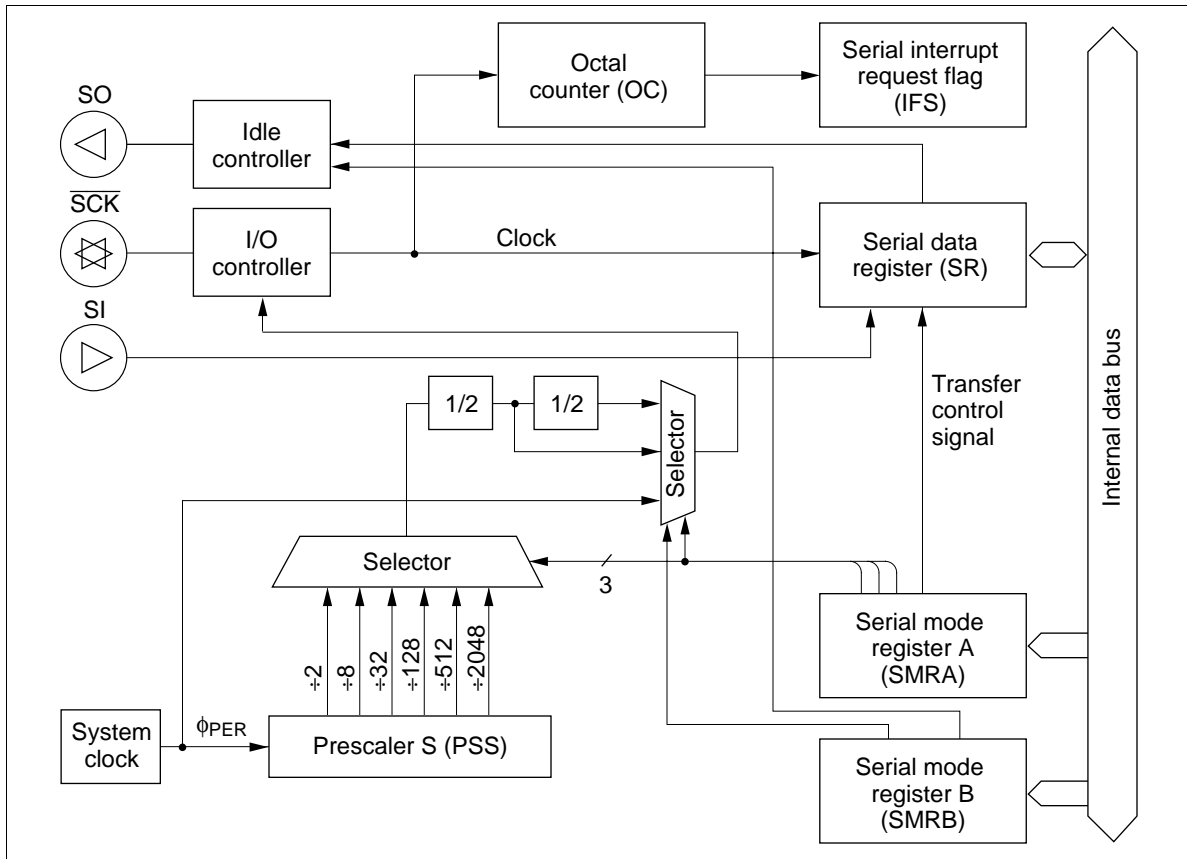 Octal
counter (OC)
Serial interrupt
request flag
(IFS)
SO
Idle
controller
SCK
I/O
controller
Clock
Serial data
register (SR)
SI
Transfer
control
signal
Internal data bus
1/2
1/2
Selector
Selector
3
÷2
÷8
÷32
÷128
÷512
÷2048
Serial mode
register A
(SMRA)
System
clock
ϕPER
Prescaler S (PSS)
Serial mode
register B
(SMRB)